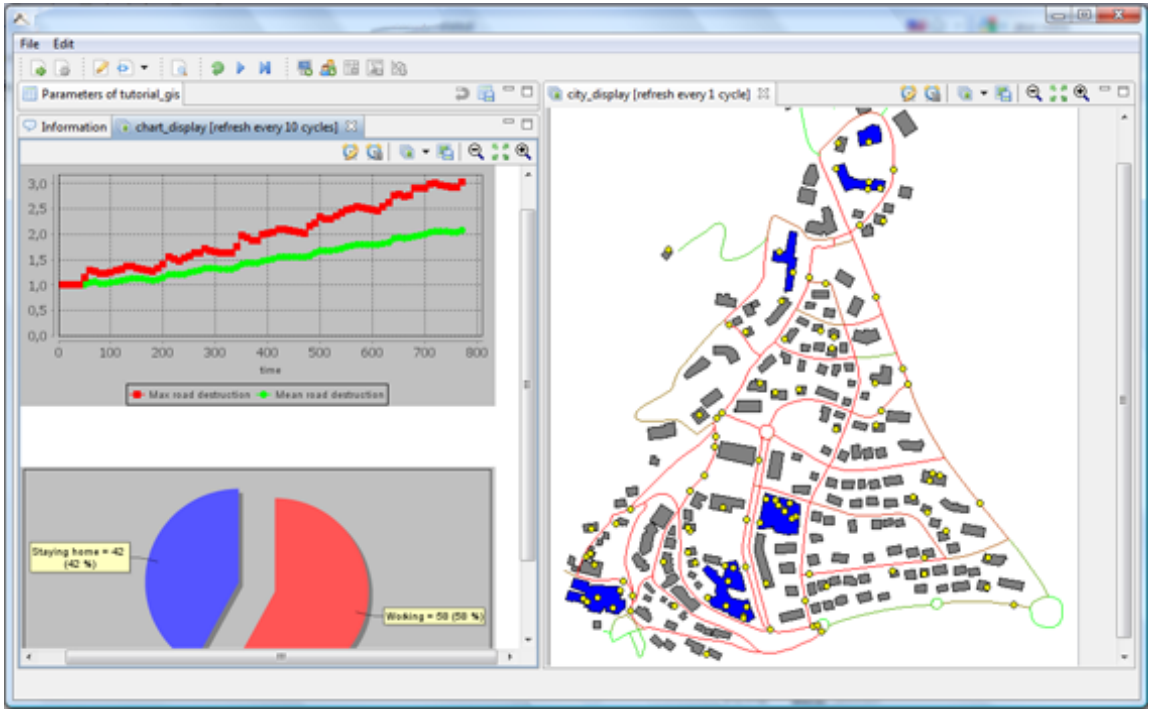 File Edit
Parameters of tutorial_gis
Information
chart_display [refresh every 10 cycles]
3,0
2,5
2,0
1,5
1,0
0,5
0,0
0 100 200 300 400 500 600 700 800
time
Max road destruction Mean road destruction
Staying home = 42
(42 %)
Working = 58 (58 %)
city_display [refresh every 1 cycle]